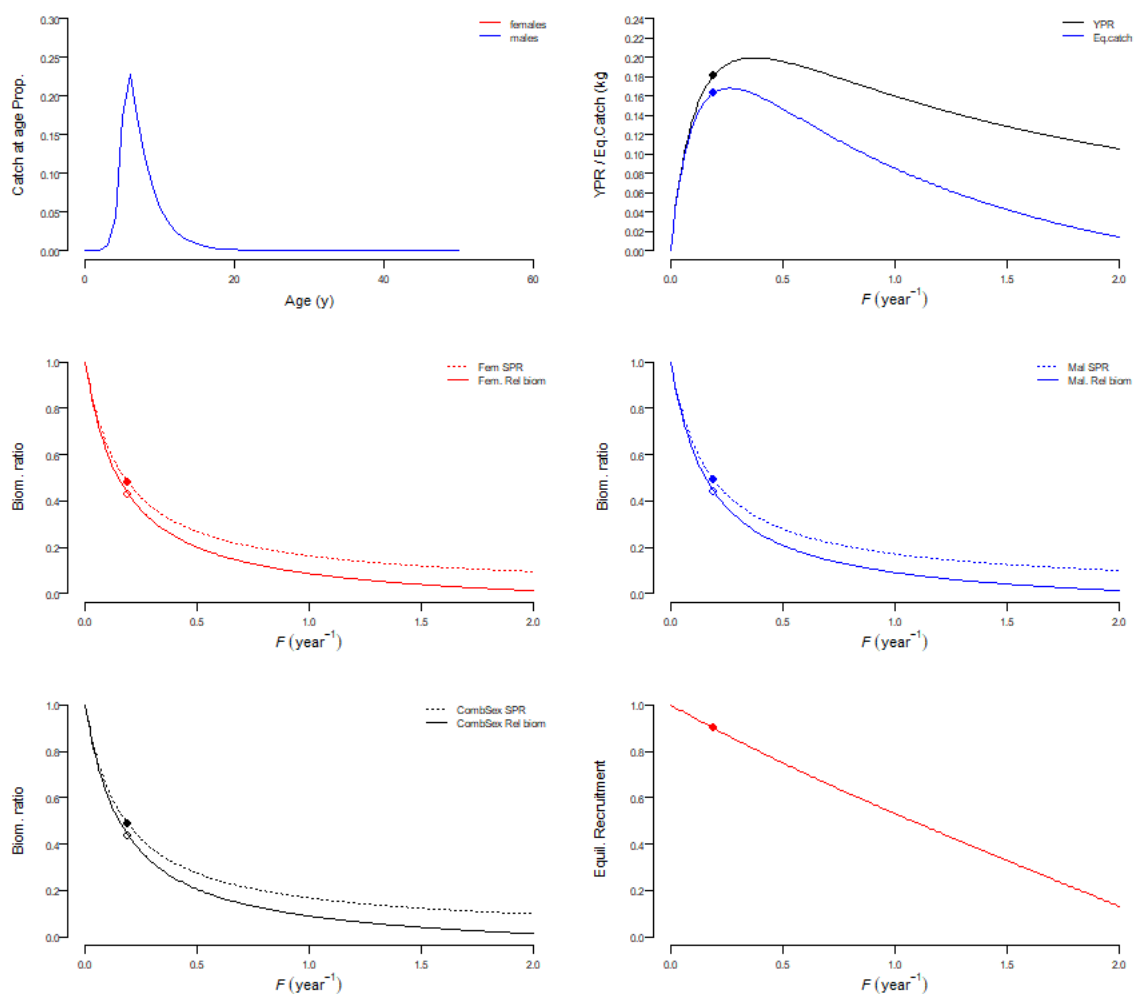 Catch at age Prop.
0.30
0.25
0.20
0.15
0.10
0.05
0.00
females
males
0 20 40 60
Age (y)
YPR / Eq.Catch (kg
0.24
0.22
0.20
0.18
0.16
0.14
0.12
0.10
0.08
0.06
0.04
0.02
0.00
YPR
Eq.catch
0.0 0.5 1.0 1.5 2.0
F (year⁻¹)
Biom. ratio
1.0
0.8
0.6
0.4
0.2
0.0
Fem SPR
Fem. Rel biom
0.0 0.5 1.0 1.5 2.0
F (year⁻¹)
Biom. ratio
1.0
0.8
0.6
0.4
0.2
0.0
Mal SPR
Mal. Rel biom
0.0 0.5 1.0 1.5 2.0
F (year⁻¹)
Biom. ratio
1.0
0.8
0.6
0.4
0.2
0.0
CombSex SPR
CombSex Rel biom
0.0 0.5 1.0 1.5 2.0
F (year⁻¹)
Equil. Recruitment
1.0
0.8
0.6
0.4
0.2
0.0
0.0 0.5 1.0 1.5 2.0
F (year⁻¹)